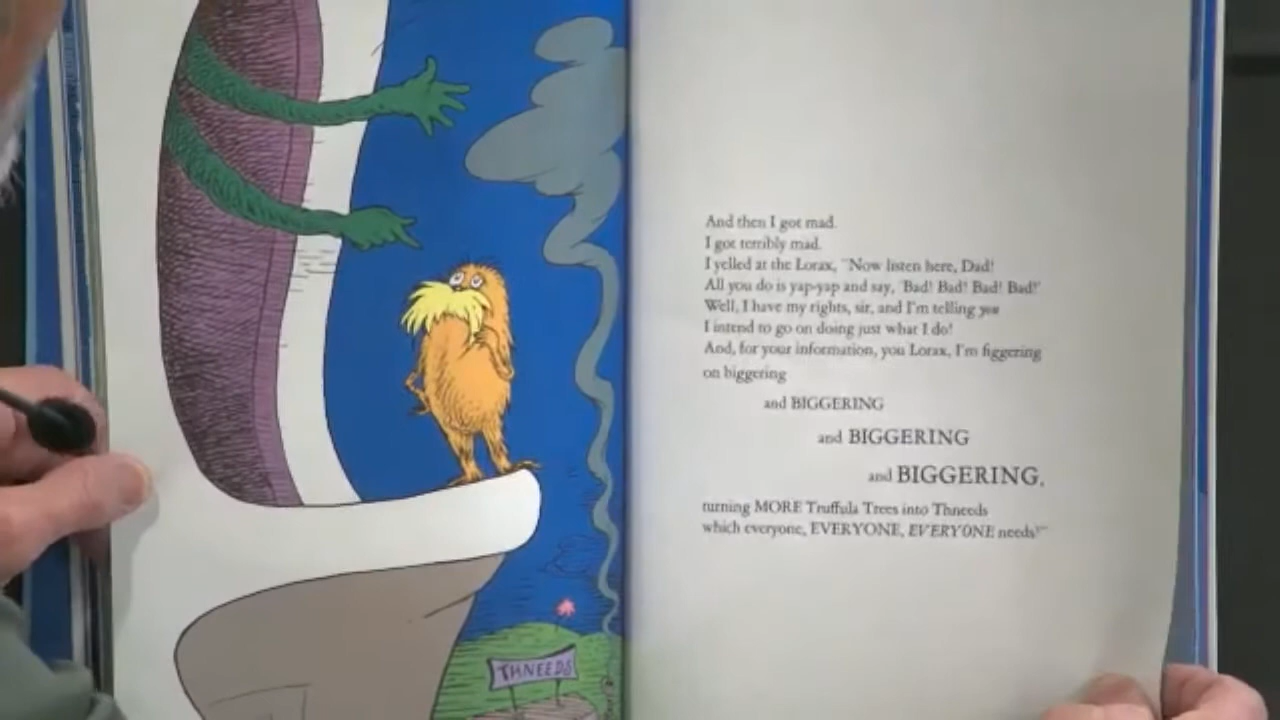 And then I got mad.
I got terribly mad.
I yelled at the Lorax, "Now listen here, Dad!
All you do is yap-yap and say, 'Bad! Bad! Bad! Bad!'
Well, I have my rights, sir, and I'm telling you
I intend to go on doing just what I do!
And, for your information, you Lorax, I'm figgering
on biggering
and BIGGERING
and BIGGERING
and BIGGERING,
turning MORE Truffula Trees into Thneeds
which everyone, EVERYONE, EVERYONE needs!"
THNEEDS